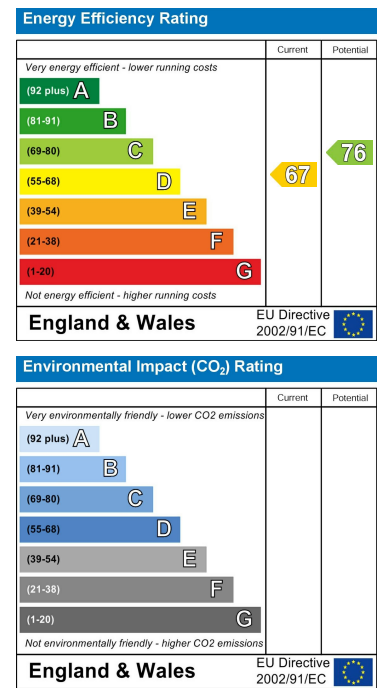 Energy Efficiency Rating
Current Potential
Very energy efficient - lower running costs
(92 plus) A
(81-91) B
(69-80) C
(55-68) D
(39-54) E
(21-38) F
(1-20) G
67
76
Not energy efficient - higher running costs
England & Wales
EU Directive
2002/91/EC
Environmental Impact (CO₂) Rating
Current Potential
Very environmentally friendly - lower CO2 emissions
(92 plus) A
(81-91) B
(69-80) C
(55-68) D
(39-54) E
(21-38) F
(1-20) G
Not environmentally friendly - higher CO2 emissions
England & Wales
EU Directive
2002/91/EC